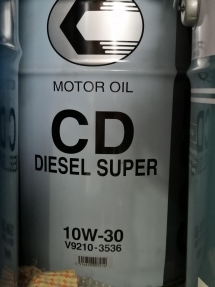 MOTOR OIL
CD
DIESEL SUPER
10W-30
V9210-3536